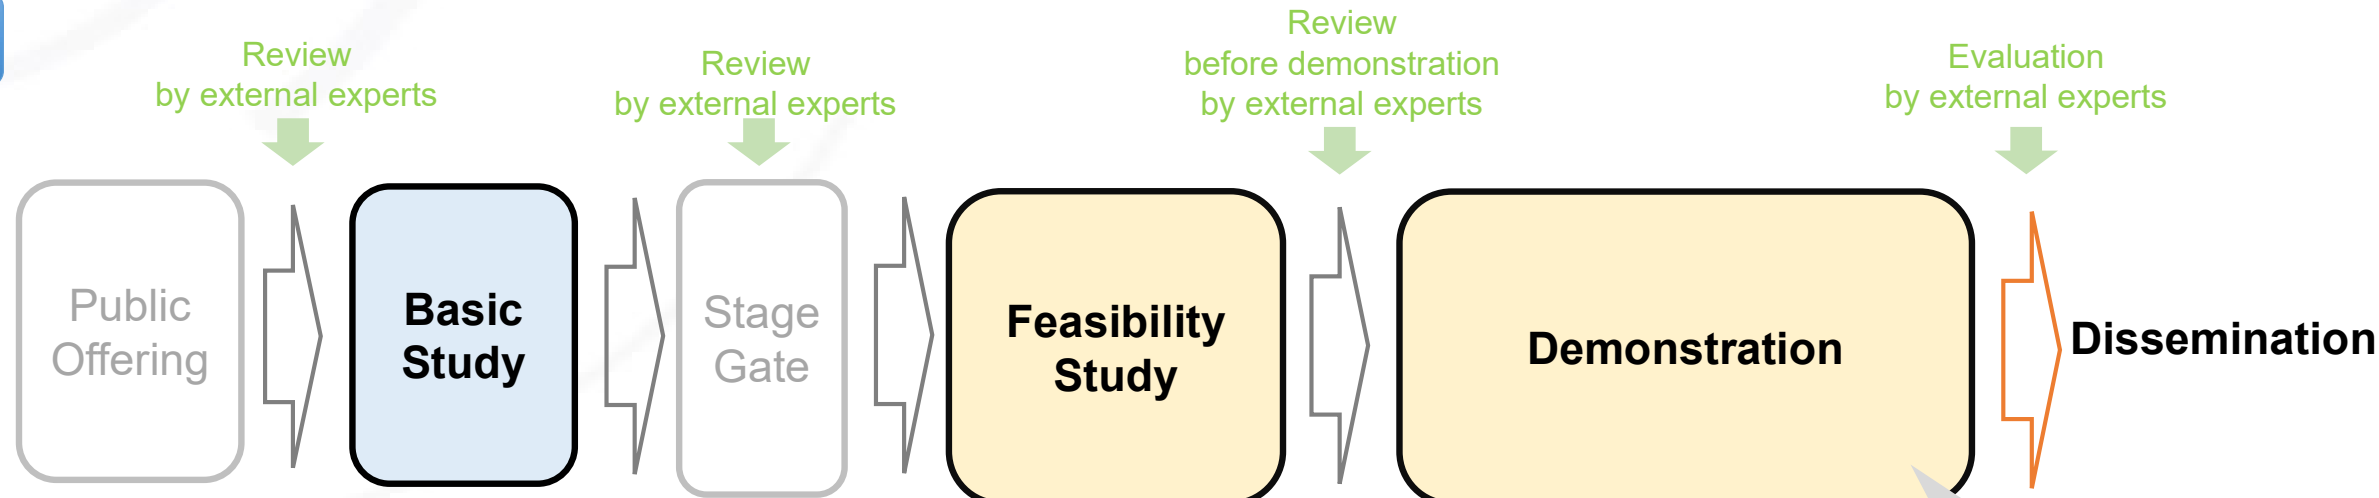 Review
by external experts
Review
by external experts
Review
before demonstration
by external experts
Evaluation
by external experts
Public
Offering
Basic
Study
Stage
Gate
Feasibility
Study
Demonstration
Dissemination